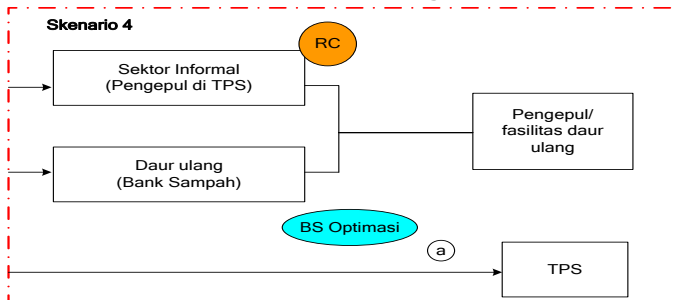 Skenario 4
RC
Sektor Informal
(Pengepul di TPS)
Pengepul/
fasilitas daur
ulang
Daur ulang
(Bank Sampah)
BS Optimasi
a
TPS